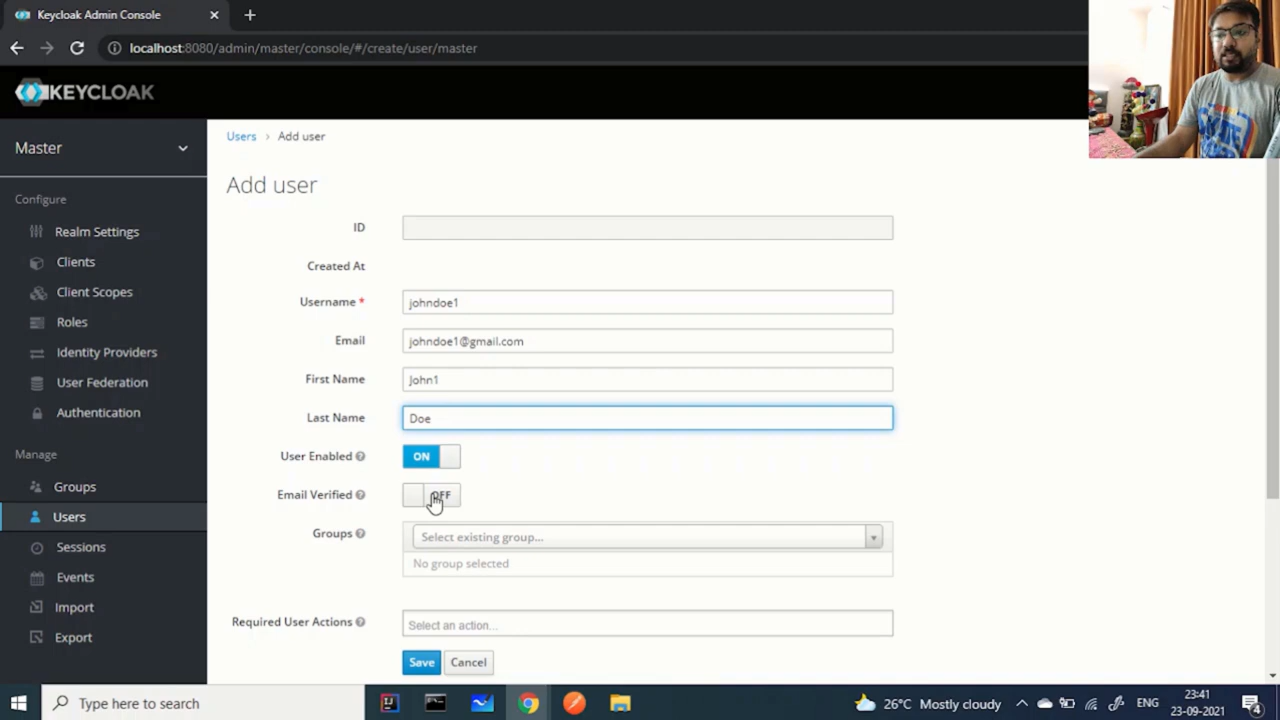 Keycloak Admin Console
localhost:8080/admin/master/console/#/create/user/master
KEYCLOAK
Master
Configure
Realm Settings
Clients
Client Scopes
Roles
Identity Providers
User Federation
Authentication
Manage
Groups
Users
Sessions
Events
Import
Export
Users > Add user
Add user
ID
Created At
Username * johndoe1
Email johndoe1@gmail.com
First Name John1
Last Name Doe
User Enabled ON
Email Verified OFF
Groups Select existing group...
No group selected
Required User Actions Select an action...
Save Cancel
Type here to search
26°C Mostly cloudy ENG 23:41
23-09-2021 4